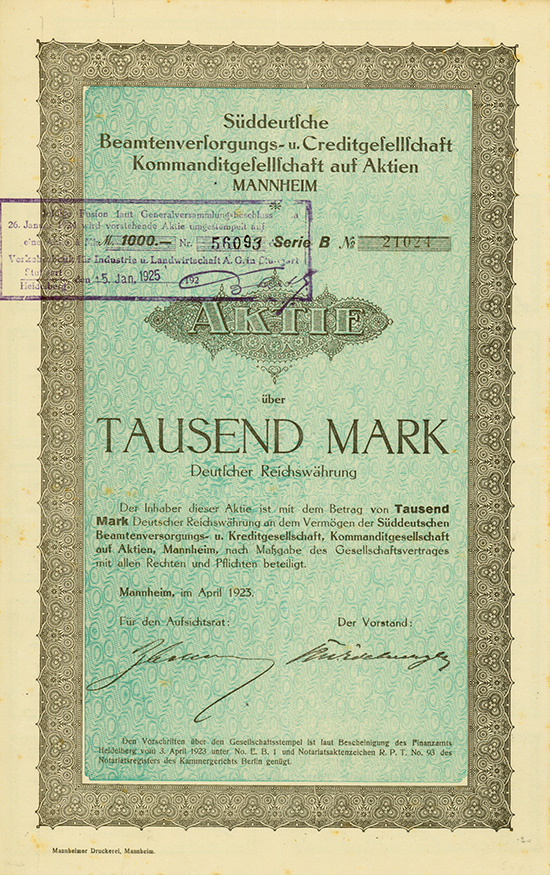 Süddeutſche
Beamtenverſorgungs- u. Creditgeſellſchaft
Kommanditgeſellſchaft auf Aktien
MANNHEIM
Fusion laut Generalversammlungsbeschluss
26. Jan wird vorstehende Aktie umgestempelt auf
M. 1000.— Nr. 56093 Serie B № 21024
für Industrie u. Landwirtschaft A. G. in Stuttgart
Stuttgart
Heidelberg den 5. Jan. 1925 192
AKTIE
über
TAUSEND MARK
Deutſcher Reichswährung
Der Inhaber dieser Aktie ist mit dem Betrag von Tausend
Mark Deutscher Reichswährung an dem Vermögen der Süddeutschen
Beamtenversorgungs- u. Kreditgesellschaft, Kommanditgesellschaft
auf Aktien, Mannheim, nach Maßgabe des Gesellschaftsvertrages
mit allen Rechten und Pflichten beteiligt.
Mannheim, im April 1923.
Für den Aufsichtsrat: Der Vorstand:
Den Vorschriften über den Gesellschaftsstempel ist laut Bescheinigung des Finanzamts
Heidelberg vom 3. April 1923 unter No. E. B. 1 und Notariatsaktenzeichen R. P. T. No. 93 des
Notariatsregisters des Kammergerichts Berlin genügt.
Mannheimer Druckerei, Mannheim.